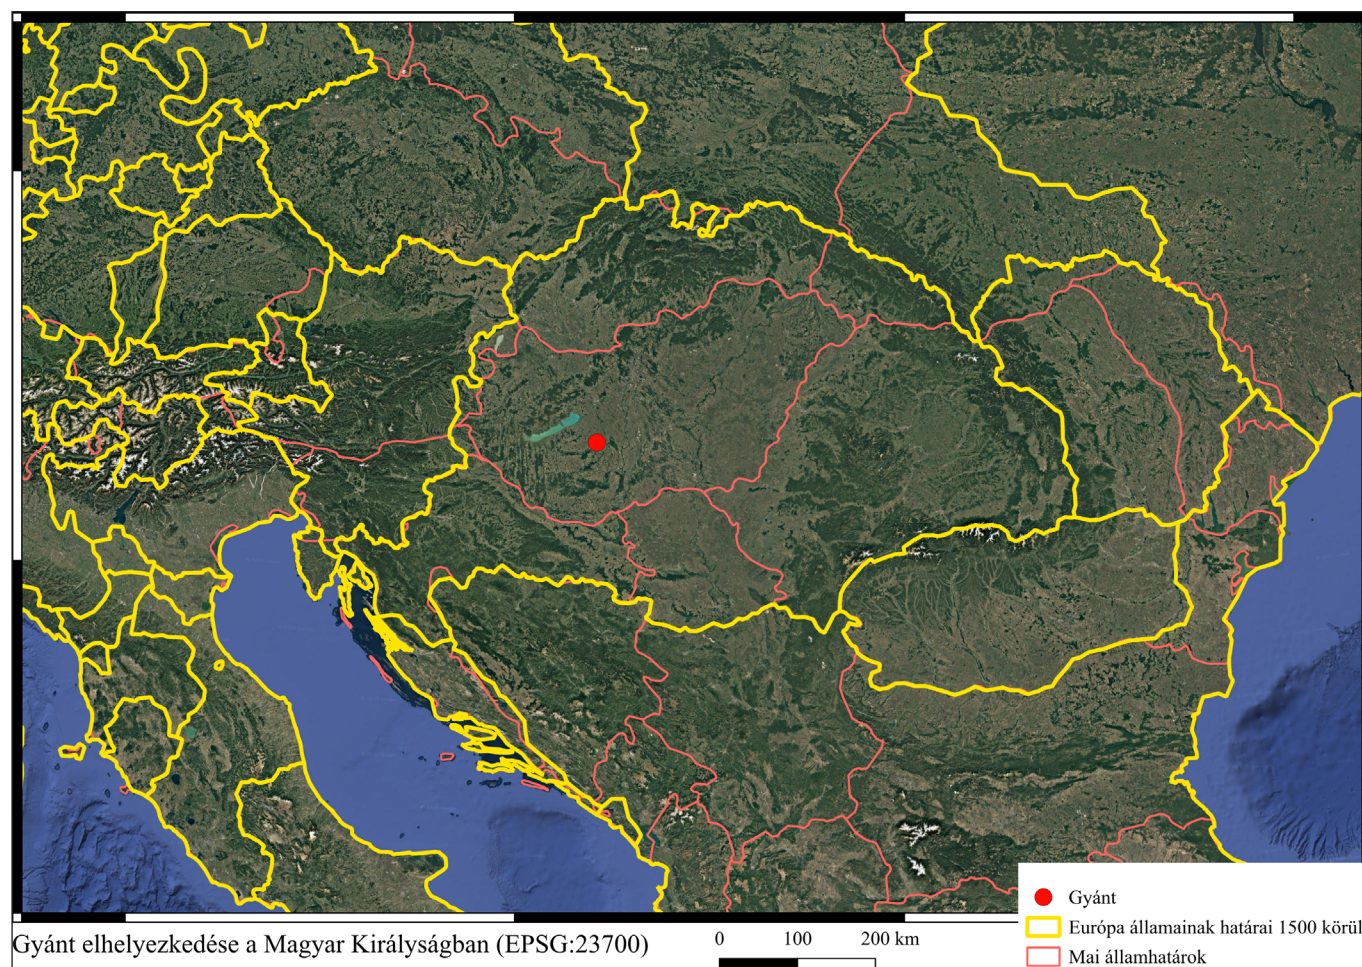 Gyánt
Európa államainak határai 1500 körül
Mai államhatárok
Gyánt elhelyezkedése a Magyar Királyságban (EPSG:23700)
0 100 200 km